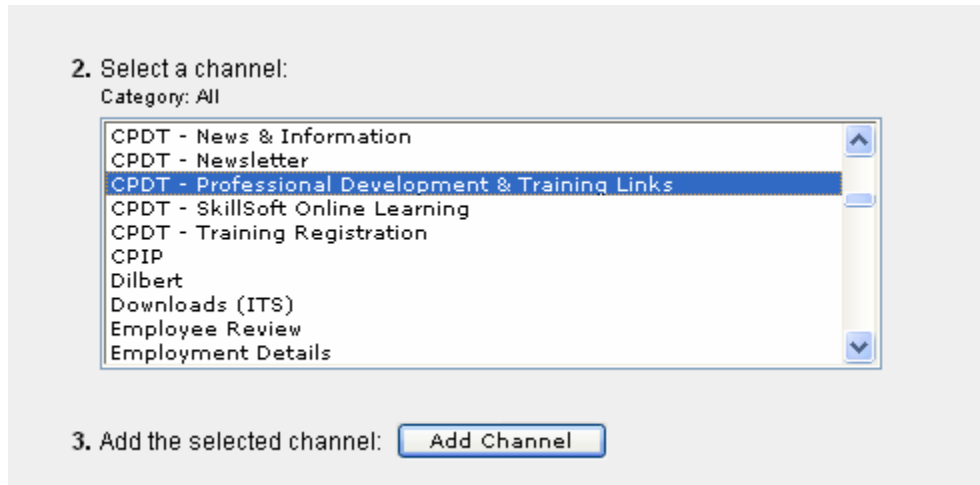 2. Select a channel:
Category: All
CPDT - News & Information
CPDT - Newsletter
CPDT - Professional Development & Training Links
CPDT - SkillSoft Online Learning
CPDT - Training Registration
CPIP
Dilbert
Downloads (ITS)
Employee Review
Employment Details
3. Add the selected channel: Add Channel